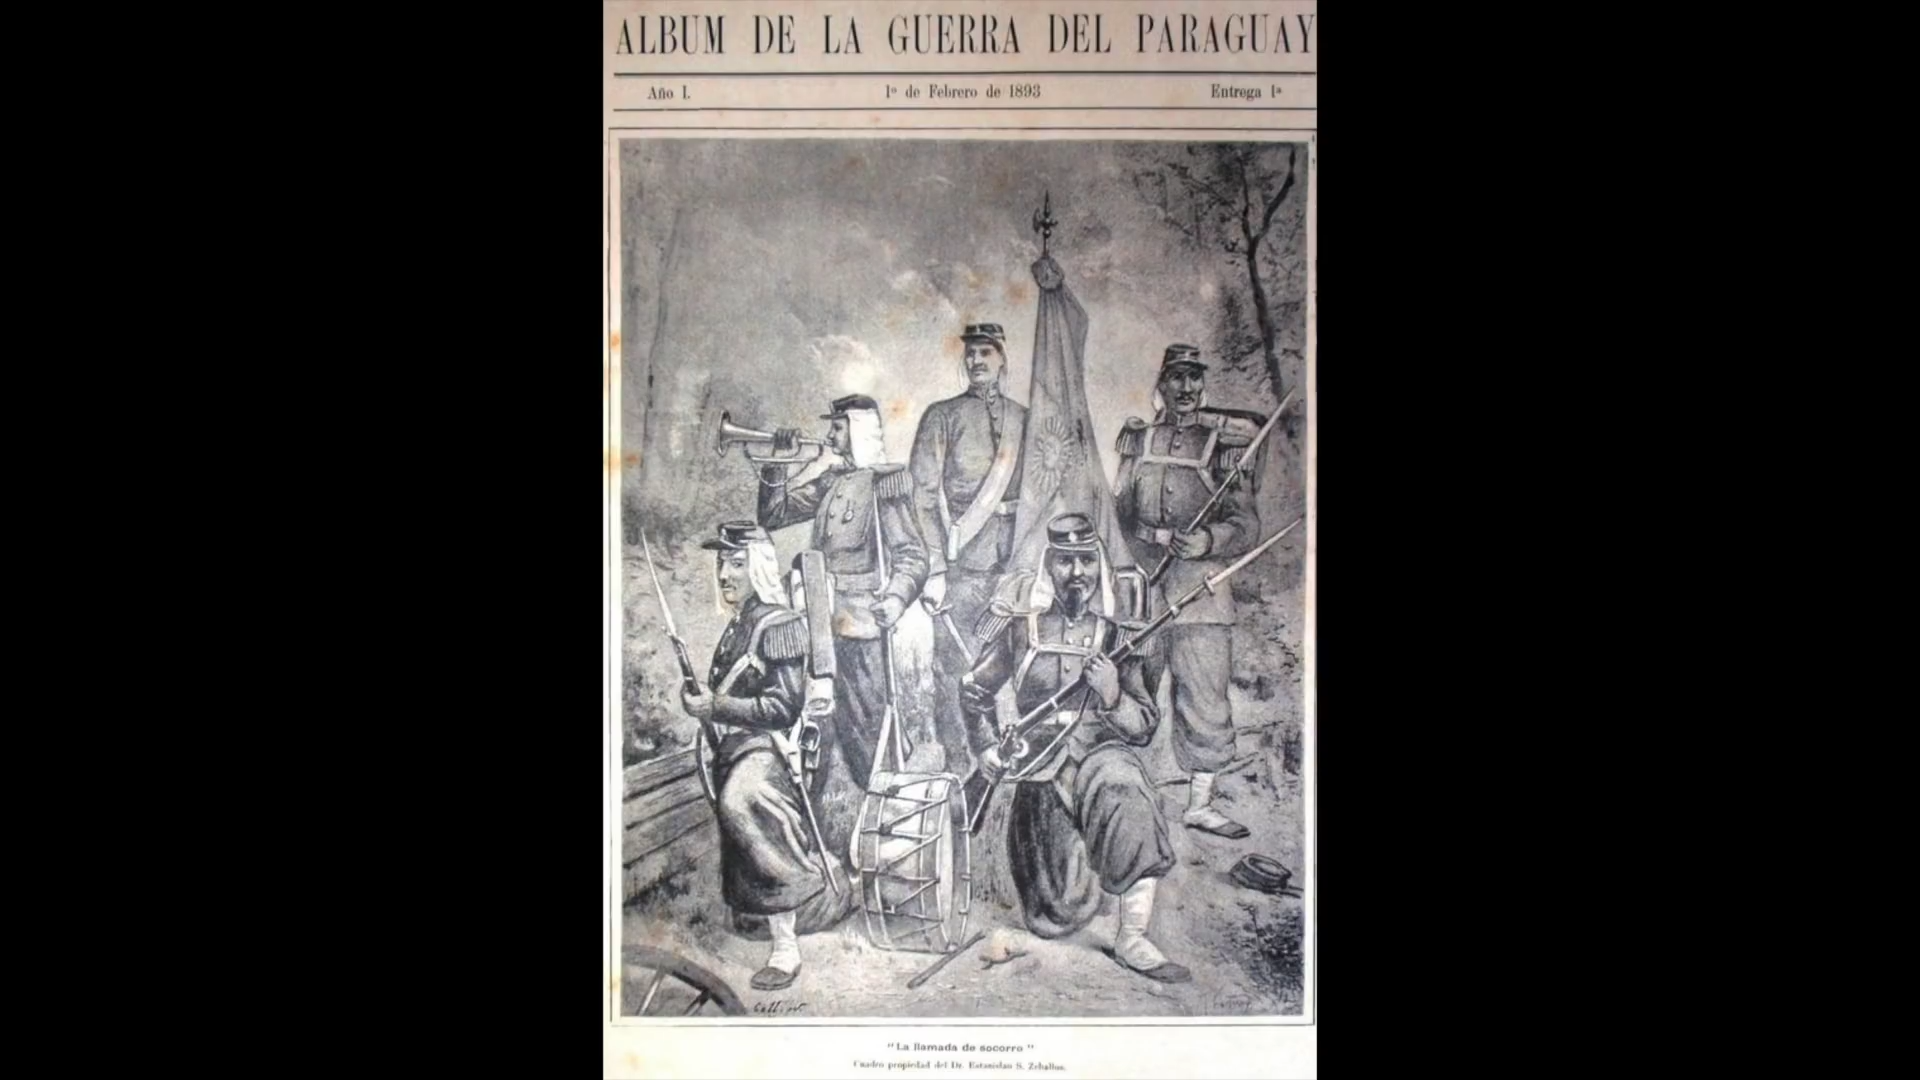 ALBUM DE LA GUERRA DEL PARAGUAY
Año I.
1º de Febrero de 1893
Entrega 1ª
"La llamada de socorro"
Cuadro propiedad del Dr. Estanislao S. Zeballos.